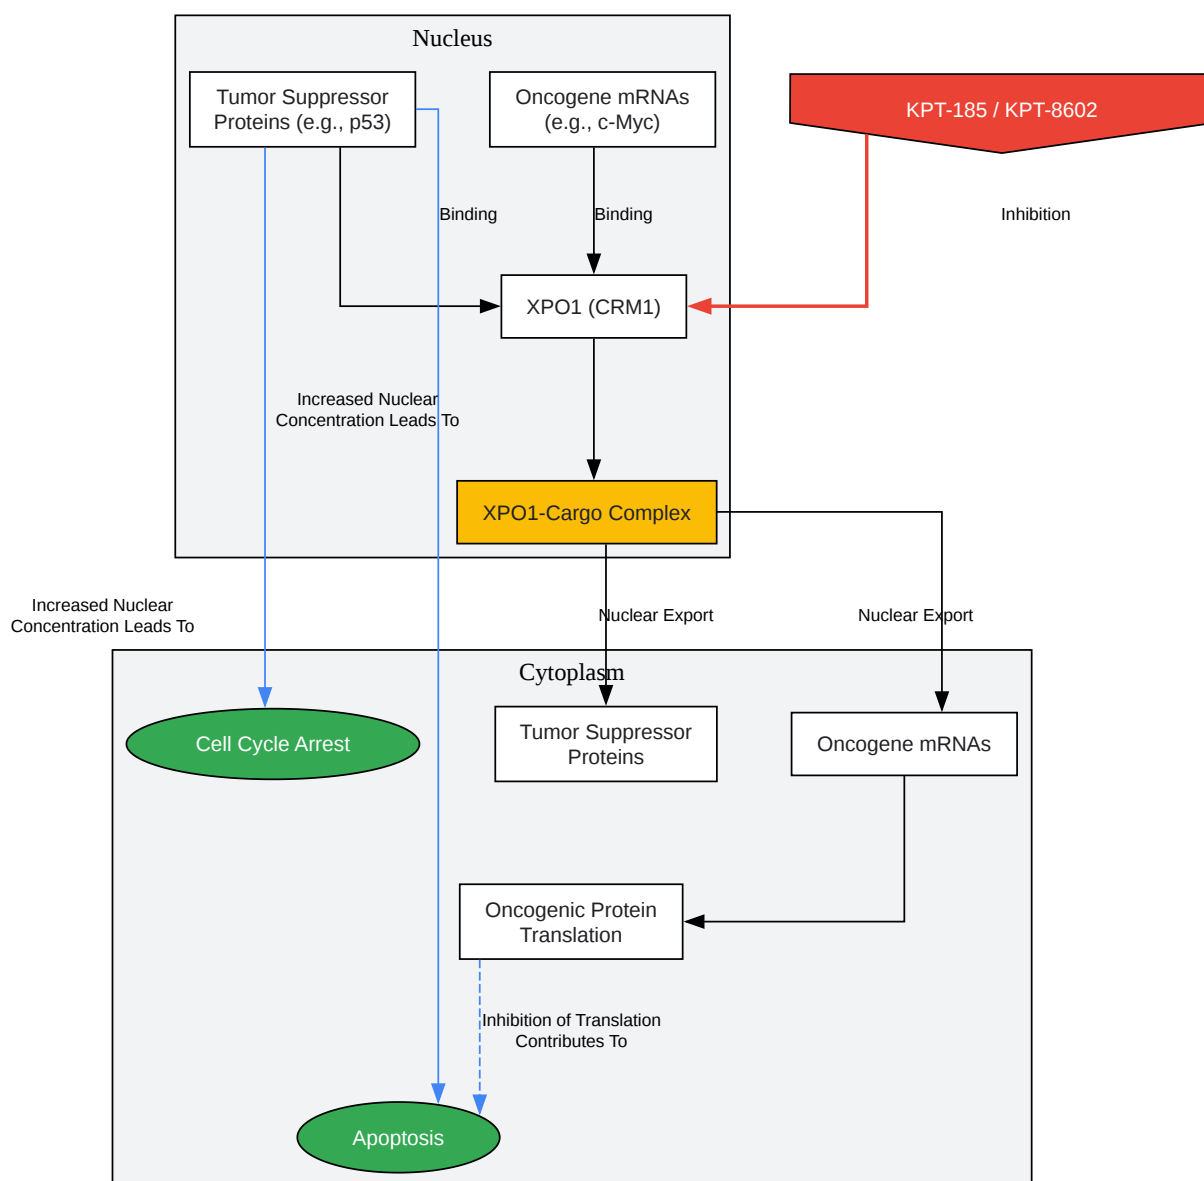 Nucleus
Tumor Suppressor
Proteins (e.g., p53)
Oncogene mRNAs
(e.g., c-Myc)
KPT-185 / KPT-8602
Binding
Binding
Inhibition
XPO1 (CRM1)
Increased Nuclear
Concentration Leads To
XPO1-Cargo Complex
Increased Nuclear
Concentration Leads To
Nuclear Export
Nuclear Export
Cytoplasm
Cell Cycle Arrest
Tumor Suppressor
Proteins
Oncogene mRNAs
Oncogenic Protein
Translation
Inhibition of Translation
Contributes To
Apoptosis